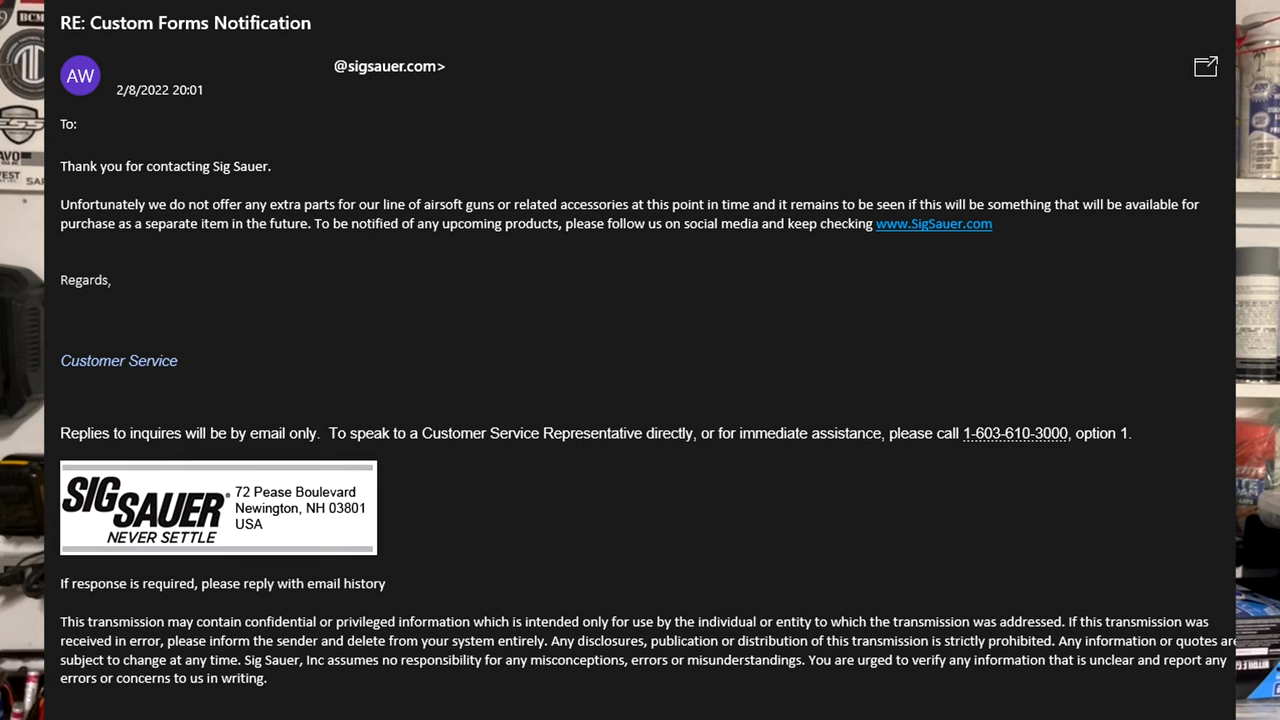 RE: Custom Forms Notification
AW
@sigsauer.com>
2/8/2022 20:01
To:
Thank you for contacting Sig Sauer.
Unfortunately we do not offer any extra parts for our line of airsoft guns or related accessories at this point in time and it remains to be seen if this will be something that will be available for
purchase as a separate item in the future. To be notified of any upcoming products, please follow us on social media and keep checking www.SigSauer.com
Regards,
Customer Service
Replies to inquires will be by email only.  To speak to a Customer Service Representative directly, or for immediate assistance, please call 1-603-610-3000, option 1.
SIG SAUER®
NEVER SETTLE
72 Pease Boulevard
Newington, NH 03801
USA
If response is required, please reply with email history
This transmission may contain confidential or privileged information which is intended only for use by the individual or entity to which the transmission was addressed. If this transmission was
received in error, please inform the sender and delete from your system entirely. Any disclosures, publication or distribution of this transmission is strictly prohibited. Any information or quotes are
subject to change at any time. Sig Sauer, Inc assumes no responsibility for any misconceptions, errors or misunderstandings. You are urged to verify any information that is unclear and report any
errors or concerns to us in writing.
BCM